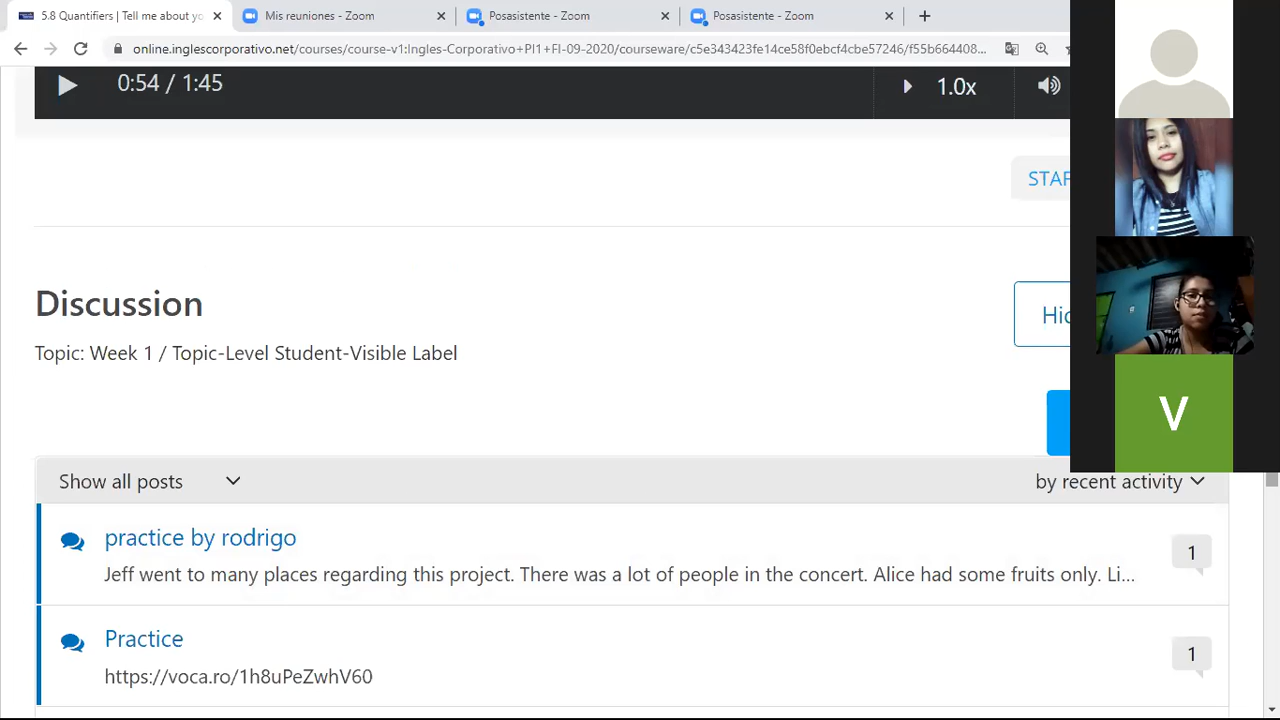 5.8 Quantifiers | Tell me about yo
Mis reuniones - Zoom
Posasistente - Zoom
Posasistente - Zoom
online.inglescorporativo.net/courses/course-v1:Ingles-Corporativo+PI1+FI-09-2020/courseware/c5e343423fe14ce58f0ebcf4cbe57246/f55b664408...
0:54 / 1:45
1.0x
STAF
Discussion
Hid
Topic: Week 1 / Topic-Level Student-Visible Label
V
Show all posts
by recent activity
practice by rodrigo
1
Jeff went to many places regarding this project. There was a lot of people in the concert. Alice had some fruits only. Li...
Practice
1
https://voca.ro/1h8uPeZwhV60